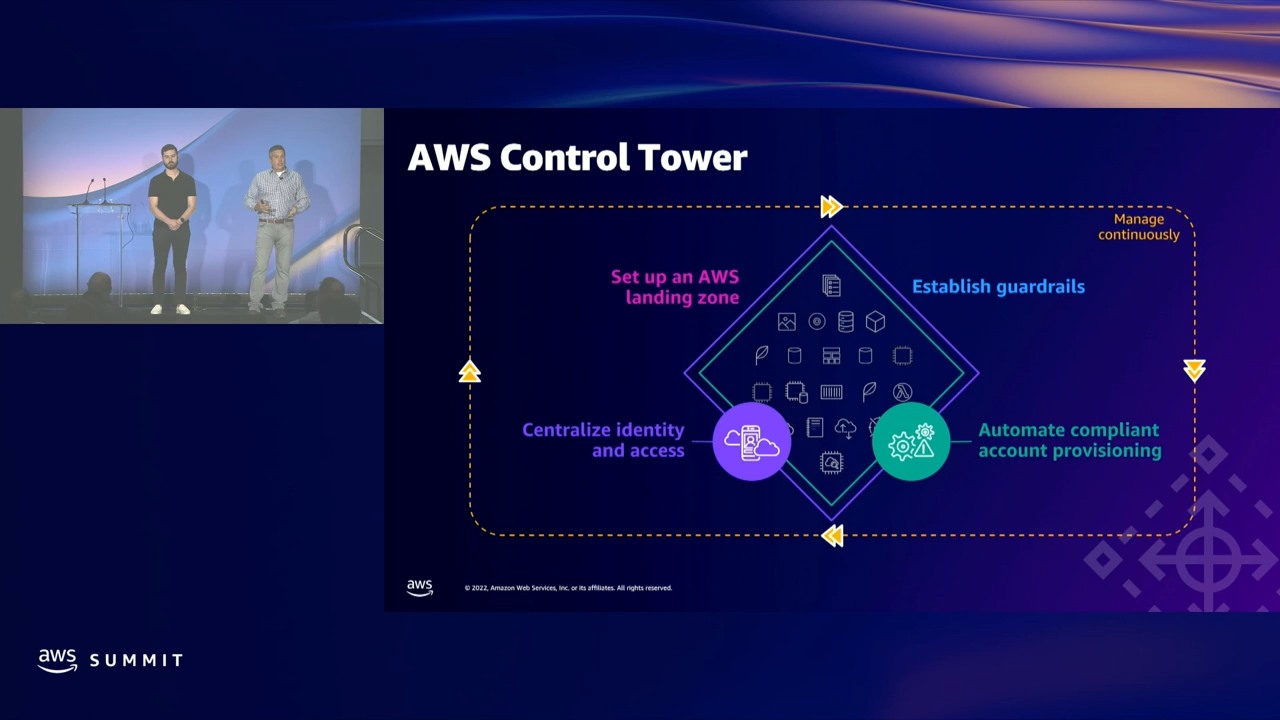 AWS Control Tower
Manage
continuously
Set up an AWS
landing zone
Establish guardrails
Centralize identity
and access
Automate compliant
account provisioning
aws
© 2022, Amazon Web Services, Inc. or its affiliates. All rights reserved.
aws SUMMIT